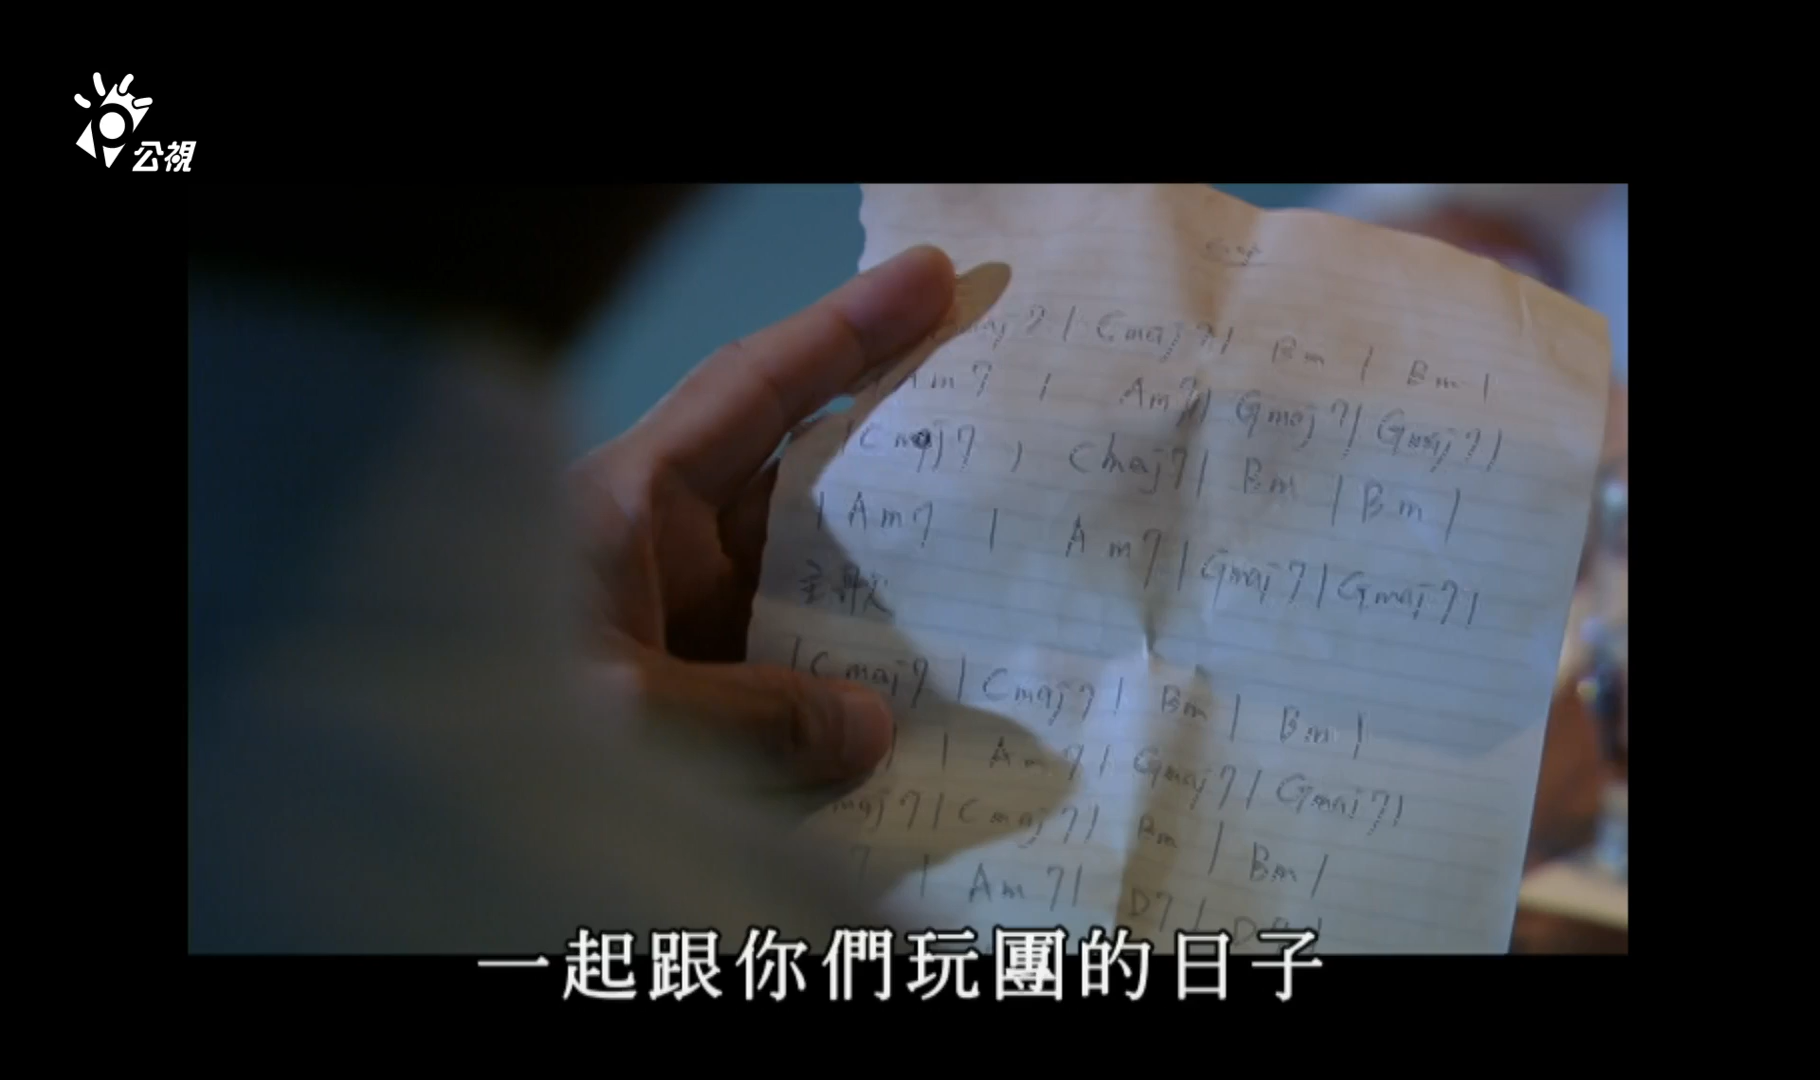 公視
maj7 | Cmaj7 | Bm | Bm |
Am7 | Am7 | Gmaj7 | Gmaj7 |
| Cmaj7 | Cmaj7 | Bm | Bm |
| Am7 | Am7 | Gmaj7 | Gmaj7 |
主歌
| Cmaj7 | Cmaj7 | Bm | Bm |
| | Am7 | Gmaj7 | Gmaj7 |
maj7 | Cmaj7 | Bm | Bm |
7 | Am7 | D7 |
一起跟你們玩團的日子